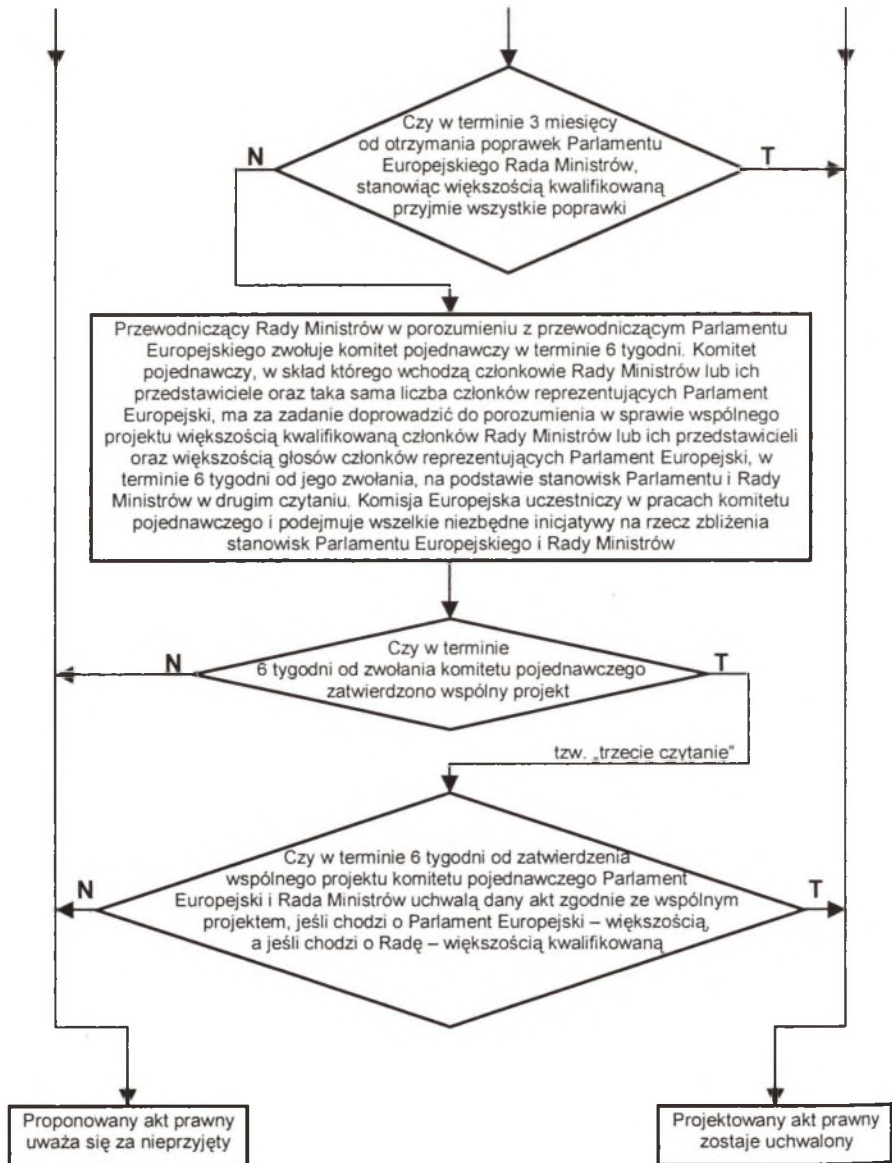 Czy w terminie 3 miesięcy
od otrzymania poprawek Parlamentu
Europejskiego Rada Ministrów,
stanowiąc większością kwalifikowaną
przyjmie wszystkie poprawki
N
T
Przewodniczący Rady Ministrów w porozumieniu z przewodniczącym Parlamentu
Europejskiego zwołuje komitet pojednawczy w terminie 6 tygodni. Komitet
pojednawczy, w skład którego wchodzą członkowie Rady Ministrów lub ich
przedstawiciele oraz taka sama liczba członków reprezentujących Parlament
Europejski, ma za zadanie doprowadzić do porozumienia w sprawie wspólnego
projektu większością kwalifikowaną członków Rady Ministrów lub ich przedstawicieli
oraz większością głosów członków reprezentujących Parlament Europejski, w
terminie 6 tygodni od jego zwołania, na podstawie stanowisk Parlamentu i Rady
Ministrów w drugim czytaniu. Komisja Europejska uczestniczy w pracach komitetu
pojednawczego i podejmuje wszelkie niezbędne inicjatywy na rzecz zbliżenia
stanowisk Parlamentu Europejskiego i Rady Ministrów
Czy w terminie
6 tygodni od zwołania komitetu pojednawczego
zatwierdzono wspólny projekt
N
T
tzw. „trzecie czytanie”
Czy w terminie 6 tygodni od zatwierdzenia
wspólnego projektu komitetu pojednawczego Parlament
Europejski i Rada Ministrów uchwalą dany akt zgodnie ze wspólnym
projektem, jeśli chodzi o Parlament Europejski – większością,
a jeśli chodzi o Radę – większością kwalifikowaną
N
T
Proponowany akt prawny
uważa się za nieprzyjęty
Projektowany akt prawny
zostaje uchwalony